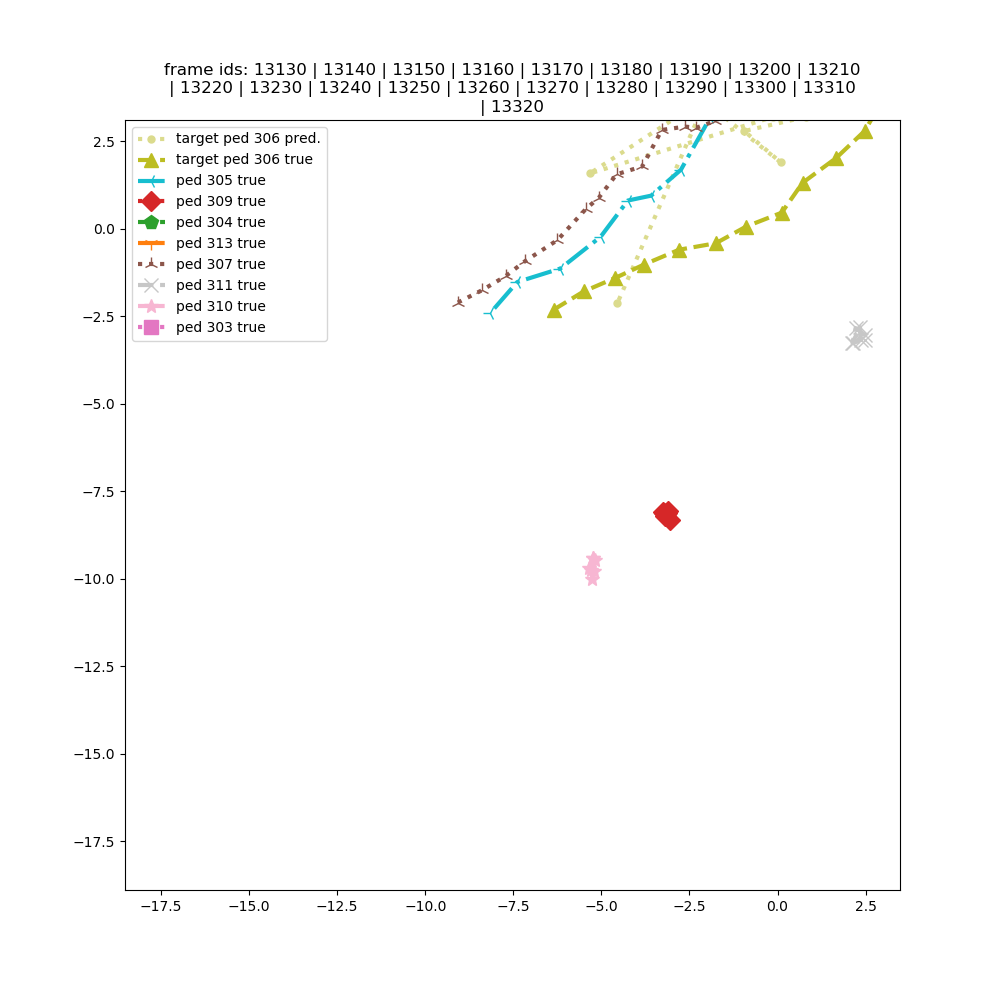 frame ids: 13130 | 13140 | 13150 | 13160 | 13170 | 13180 | 13190 | 13200 | 13210
| 13220 | 13230 | 13240 | 13250 | 13260 | 13270 | 13280 | 13290 | 13300 | 13310
| 13320
target ped 306 pred.
target ped 306 true
ped 305 true
ped 309 true
ped 304 true
ped 313 true
ped 307 true
ped 311 true
ped 310 true
ped 303 true
2.5
0.0
−2.5
−5.0
−7.5
−10.0
−12.5
−15.0
−17.5
−17.5 −15.0 −12.5 −10.0 −7.5 −5.0 −2.5 0.0 2.5